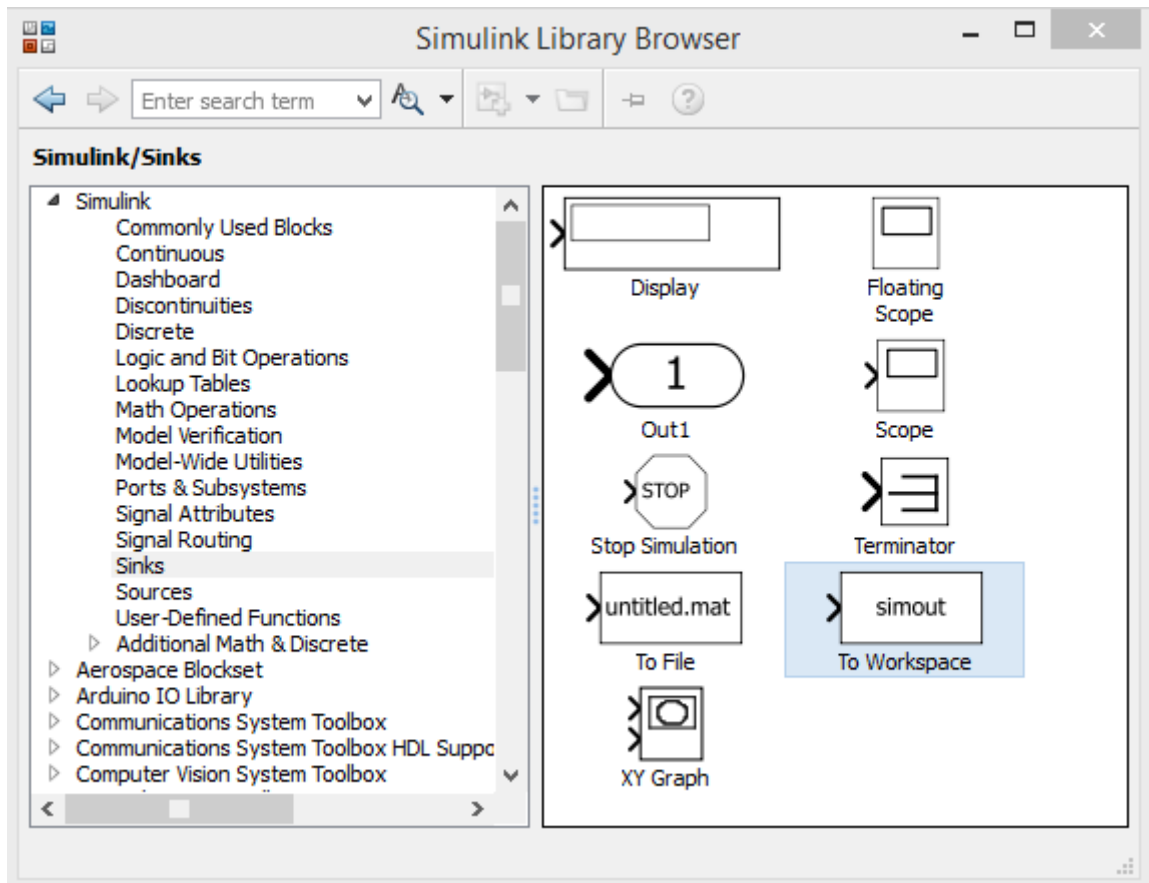 Simulink Library Browser
Enter search term
Simulink/Sinks
Simulink
Commonly Used Blocks
Continuous
Dashboard
Discontinuities
Discrete
Logic and Bit Operations
Lookup Tables
Math Operations
Model Verification
Model-Wide Utilities
Ports & Subsystems
Signal Attributes
Signal Routing
Sinks
Sources
User-Defined Functions
Additional Math & Discrete
Aerospace Blockset
Arduino IO Library
Communications System Toolbox
Communications System Toolbox HDL Suppo
Computer Vision System Toolbox
Display
Floating
Scope
1
Out1
Scope
STOP
Stop Simulation
Terminator
untitled.mat
To File
simout
To Workspace
XY Graph